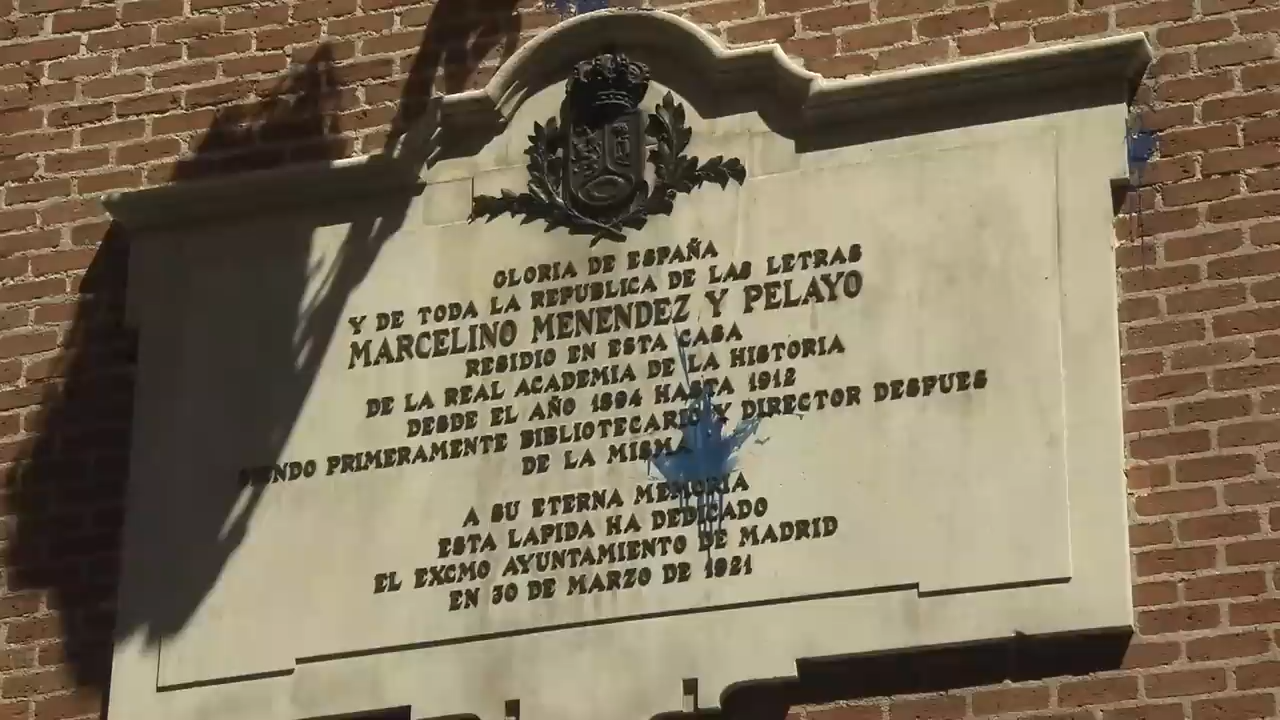 GLORIA DE ESPAÑA
Y DE TODA LA REPUBLICA DE LAS LETRAS
MARCELINO MENENDEZ Y PELAYO
RESIDIO EN ESTA CASA
DE LA REAL ACADEMIA DE LA HISTORIA
DESDE EL AÑO 1894 HASTA 1912
SIENDO PRIMERAMENTE BIBLIOTECARIO Y DIRECTOR DESPUES
DE LA MISMA
A SU ETERNA MEMORIA
ESTA LAPIDA HA DEDICADO
EL EXCMO AYUNTAMIENTO DE MADRID
EN 30 DE MARZO DE 1921